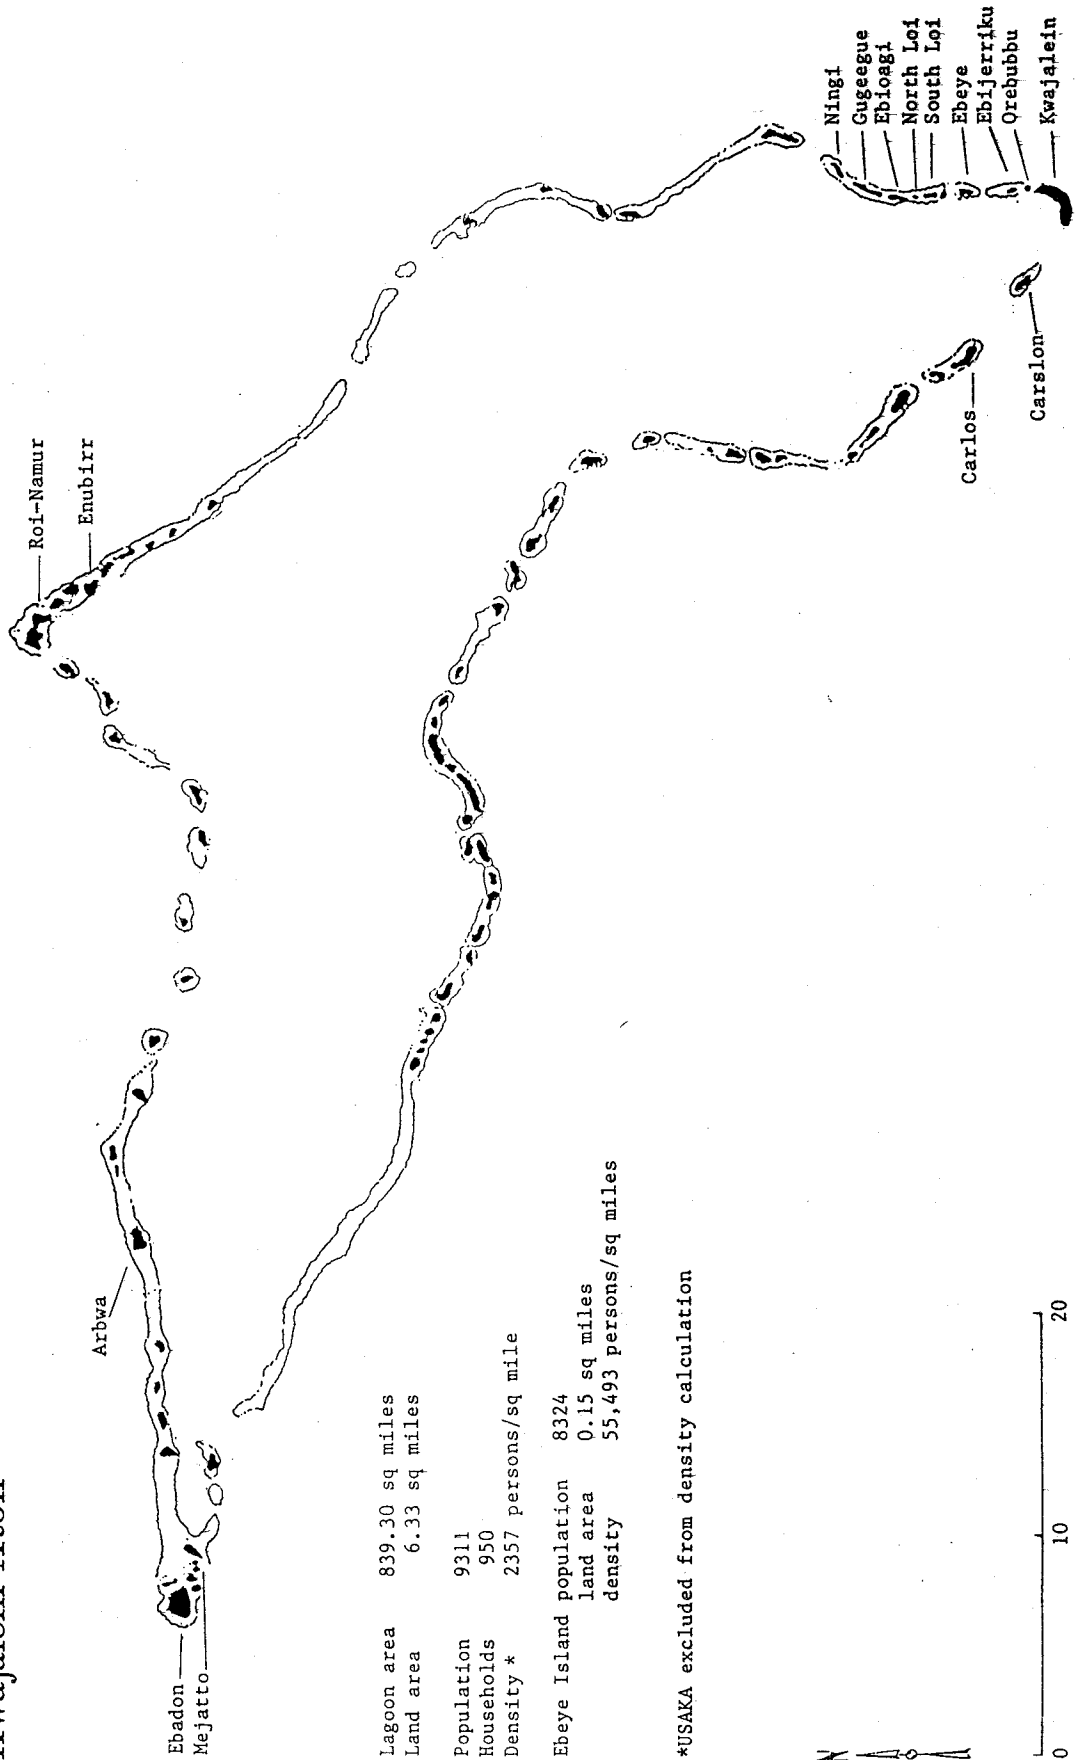 Kwajalein Atoll
Roi-Namur
Enubirr
Arbwa
Ebadon
Mejatto
Ningi
Gugeegue
Ebioagi
North Loi
South Loi
Ebeye
Ebijerriku
Orebubbu
Kwajalein
Carlos
Carslon
Lagoon area 839.30 sq miles
Land area 6.33 sq miles
Population 9311
Households 950
Density * 2357 persons/sq mile
Ebeye Island population 8324
land area 0.15 sq miles
density 55,493 persons/sq miles
*USAKA excluded from density calculation
N
0 10 20